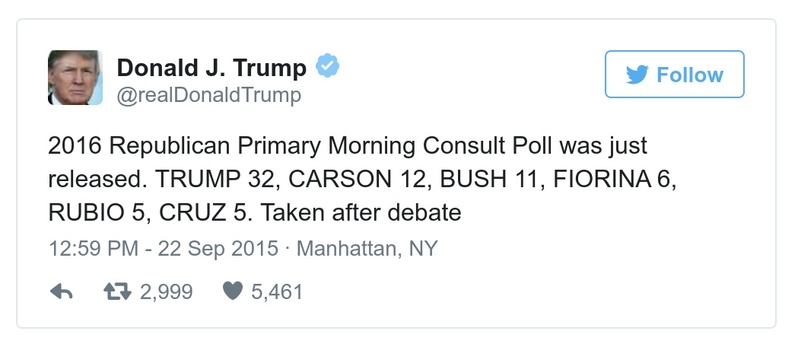 Donald J. Trump
@realDonaldTrump
Follow
2016 Republican Primary Morning Consult Poll was just
released. TRUMP 32, CARSON 12, BUSH 11, FIORINA 6,
RUBIO 5, CRUZ 5. Taken after debate
12:59 PM - 22 Sep 2015 · Manhattan, NY
2,999 5,461